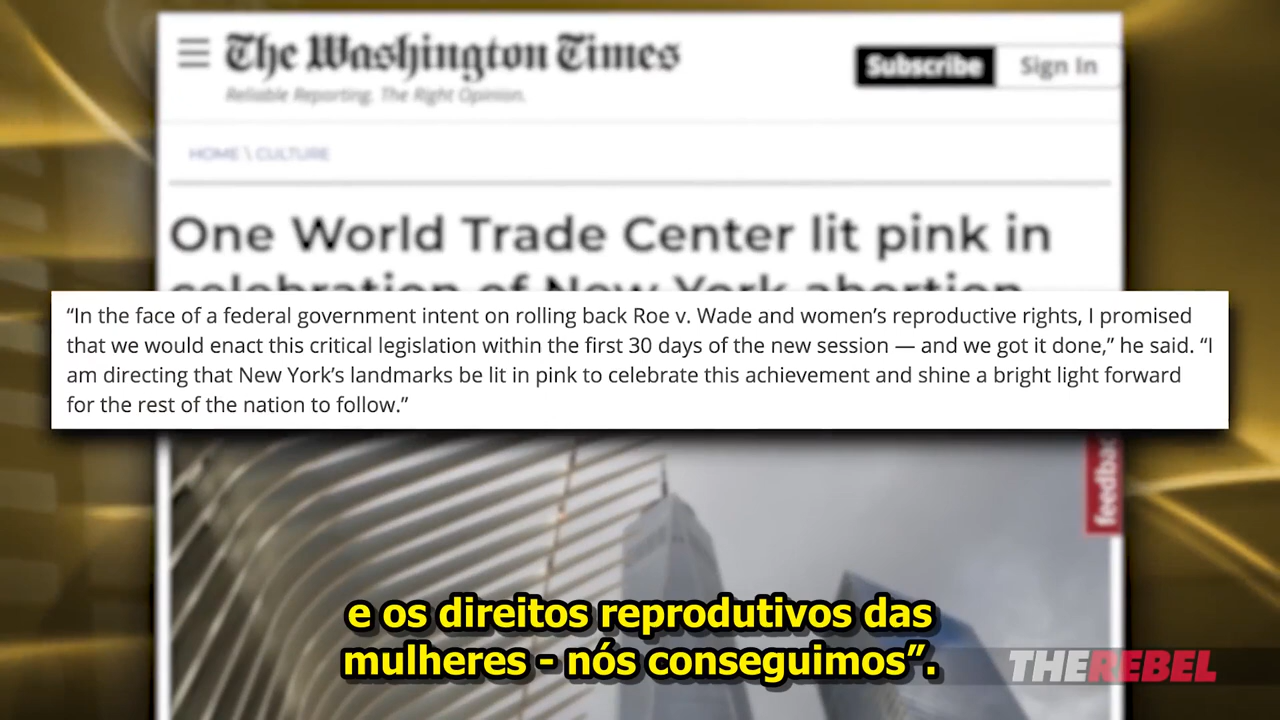 The Washington Times
Subscribe
Sign In
Reliable Reporting. The Right Opinion.
HOME \ CULTURE
One World Trade Center lit pink in
celebration of New York abortion
“In the face of a federal government intent on rolling back Roe v. Wade and women’s reproductive rights, I promised
that we would enact this critical legislation within the first 30 days of the new session — and we got it done,” he said. “I
am directing that New York’s landmarks be lit in pink to celebrate this achievement and shine a bright light forward
for the rest of the nation to follow.”
e os direitos reprodutivos das
mulheres - nós conseguimos”.
THEREBEL